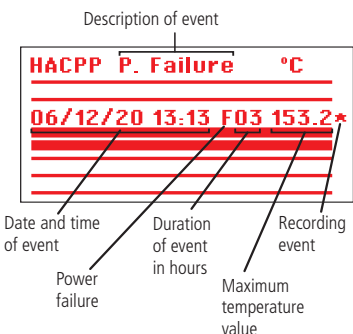 Description of event
HACPP P. Failure °C
06/12/20 13:13 F03 153.2*
Date and time
of event
Power
failure
Duration
of event
in hours
Maximum
temperature
value
Recording
event